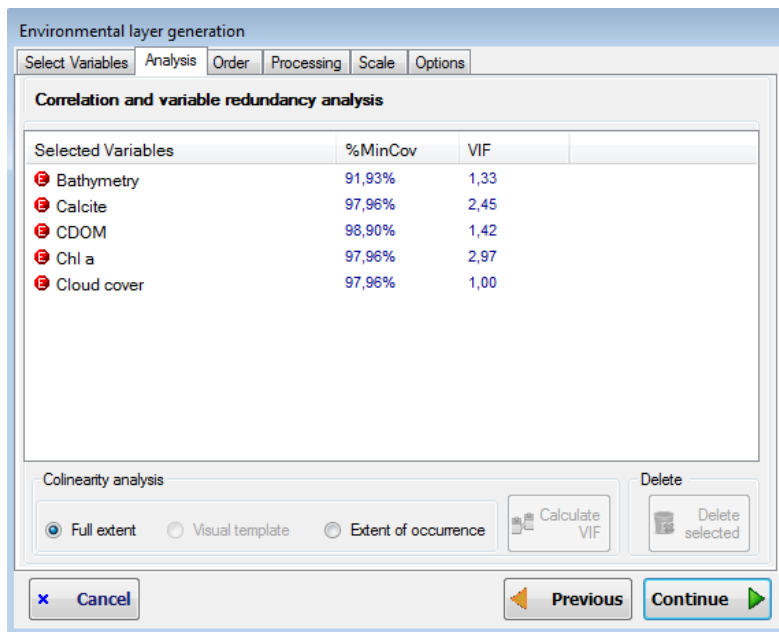 Environmental layer generation
Select Variables Analysis Order Processing Scale Options
Correlation and variable redundancy analysis
Selected Variables %MinCov VIF
E Bathymetry 91,93% 1,33
E Calcite 97,96% 2,45
E CDOM 98,90% 1,42
E Chl a 97,96% 2,97
E Cloud cover 97,96% 1,00
Colinearity analysis Delete
Full extent Visual template Extent of occurrence Calculate VIF Delete selected
Cancel Previous Continue